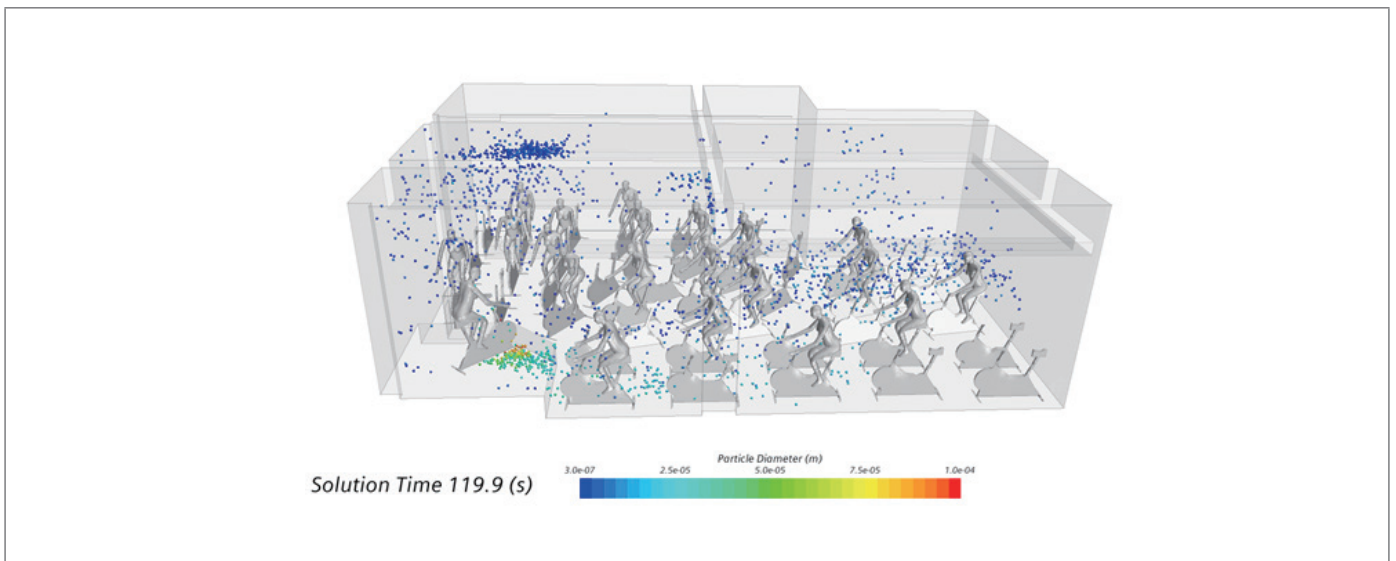 Solution Time 119.9 (s)
Particle Diameter (m)
3.0e-07 2.5e-05 5.0e-05 7.5e-05 1.0e-04